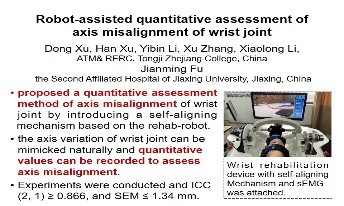 Robot-assisted quantitative assessment of
axis misalignment of wrist joint
Dong Xu, Han Xu, Yibin Li, Xu Zhang, Xiaolong Li,
ATM& RERC, Tongji Zhejiang College, China
Jianming Fu
the Second Affiliated Hospital of Jiaxing University, Jiaxing, China
• proposed a quantitative assessment
method of axis misalignment of wrist
joint by introducing a self-aligning
mechanism based on the rehab-robot.
• the axis variation of wrist joint can be
mimicked naturally and quantitative
values can be recorded to assess
axis misalignment.
• Experiments were conducted and ICC
(2, 1) ≥ 0.866, and SEM ≤ 1.34 mm.
Wrist rehabilitation
device with self-aligning
Mechanism and sEMG
was attached.